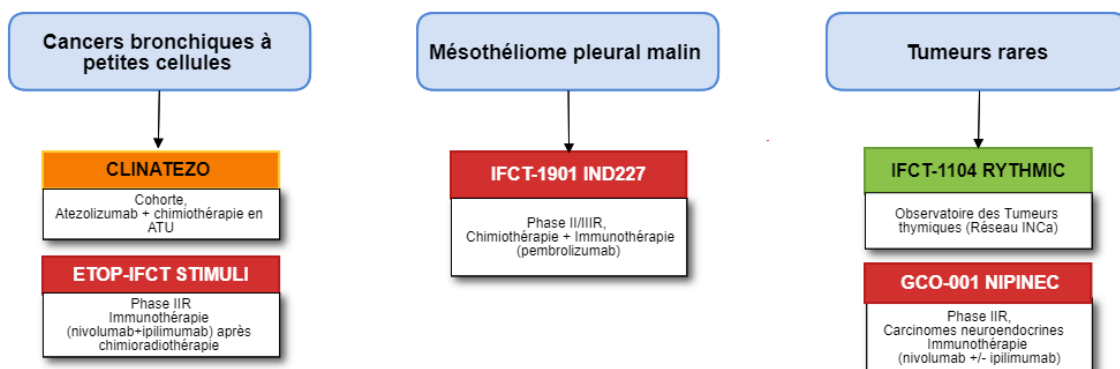 Cancers bronchiques à
petites cellules
CLINATEZO
Cohorte,
Atezolizumab + chimiothérapie en
ATU
ETOP-IFCT STIMULI
Phase IIR
Immunothérapie
(nivolumab+ipilimumab) après
chimioradiothérapie
Mésothéliome pleural malin
IFCT-1901 IND227
Phase II/IIIR,
Chimiothérapie + Immunothérapie
(pembrolizumab)
Tumeurs rares
IFCT-1104 RYTHMIC
Observatoire des Tumeurs
thymiques (Réseau INCa)
GCO-001 NIPINEC
Phase IIR,
Carcinomes neuroendocrines
Immunothérapie
(nivolumab +/- ipilimumab)